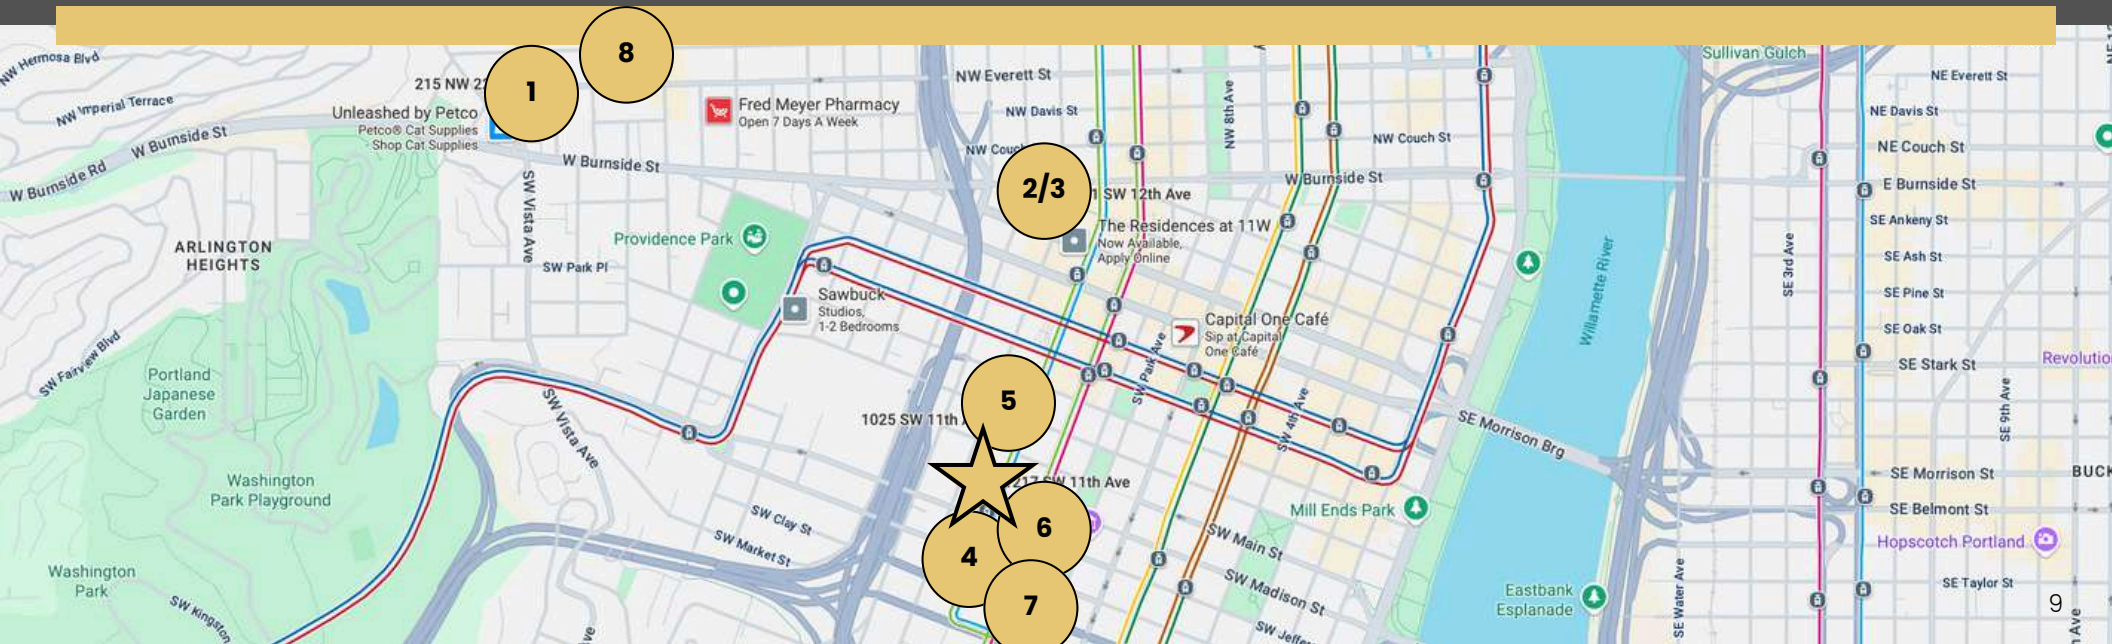 8
1
215 NW 22
NW Hermosa Blvd
NW Imperial Terrace
Unleashed by Petco
Petco® Cat Supplies
Shop Cat Supplies
W Burnside St
W Burnside Rd
Fred Meyer Pharmacy
Open 7 Days A Week
W Burnside St
NW Everett St
NW Davis St
NW Couc
NW 8th Ave
NW Couch St
W Burnside St
2/3
1 SW 12th Ave
The Residences at 11W
Now Available,
Apply Online
SW Vista Ave
ARLINGTON
HEIGHTS
Providence Park
SW Park Pl
Sawbuck
Studios,
1-2 Bedrooms
Capital One Café
Sip at Capital
One Café
SW Park Ave
SW 4th Ave
Willamette River
SW Fairview Blvd
Portland
Japanese
Garden
SW Vista Ave
5
1025 SW 11th
SE Morrison Brg
Washington
Park Playground
217 SW 11th Ave
SW Clay St
SW Market St
6
4
7
SW Main St
SW Madison St
SW Jeffer
Mill Ends Park
Washington
Park
SW Kingston
Ave
Eastbank
Esplanade
SE Water Ave
Sullivan Gulch
NE Everett St
NE Davis St
NE Couch St
E Burnside St
SE Ankeny St
SE Ash St
SE Pine St
SE Oak St
SE Stark St
SE 3rd Ave
SE 9th Ave
Revolutio
SE Morrison St
BUCK
SE Belmont St
Hopscotch Portland
SE Taylor St
9
Ave